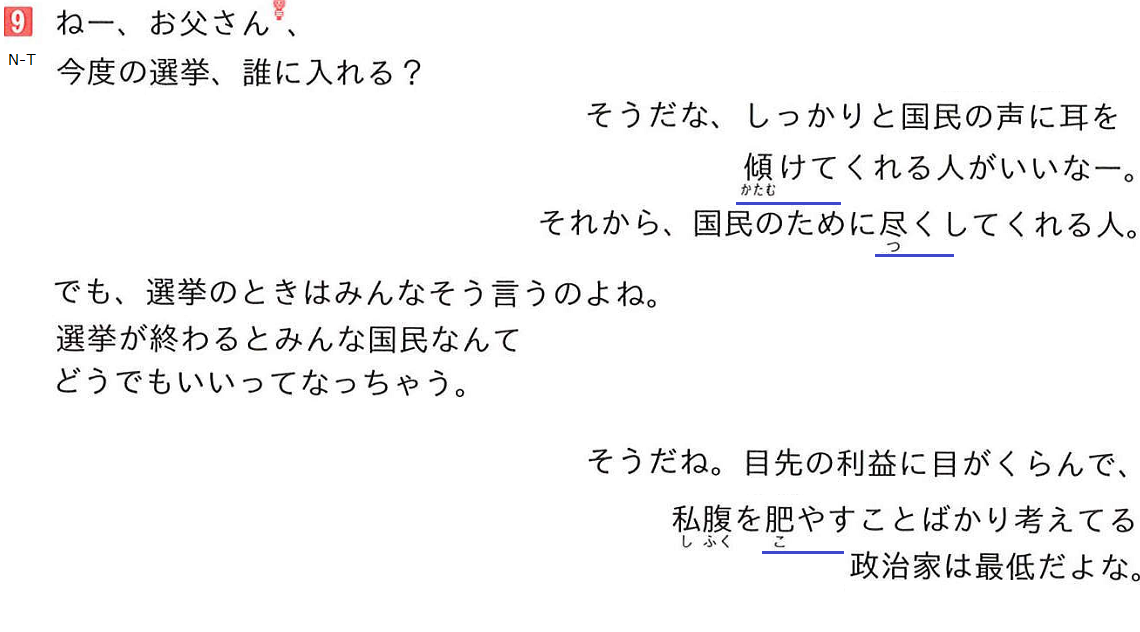 9 ねー、お父さん、
N-T
今度の選挙、誰に入れる？
そうだな、しっかりと国民の声に耳を
傾けてくれる人がいいなー。
かたむ
それから、国民のために尽くしてくれる人。
つ
でも、選挙のときはみんなそう言うのよね。
選挙が終わるとみんな国民なんて
どうでもいいってなっちゃう。
そうだね。目先の利益に目がくらんで、
私腹を肥やすことばかり考えてる
し ふく こ
政治家は最低だよな。